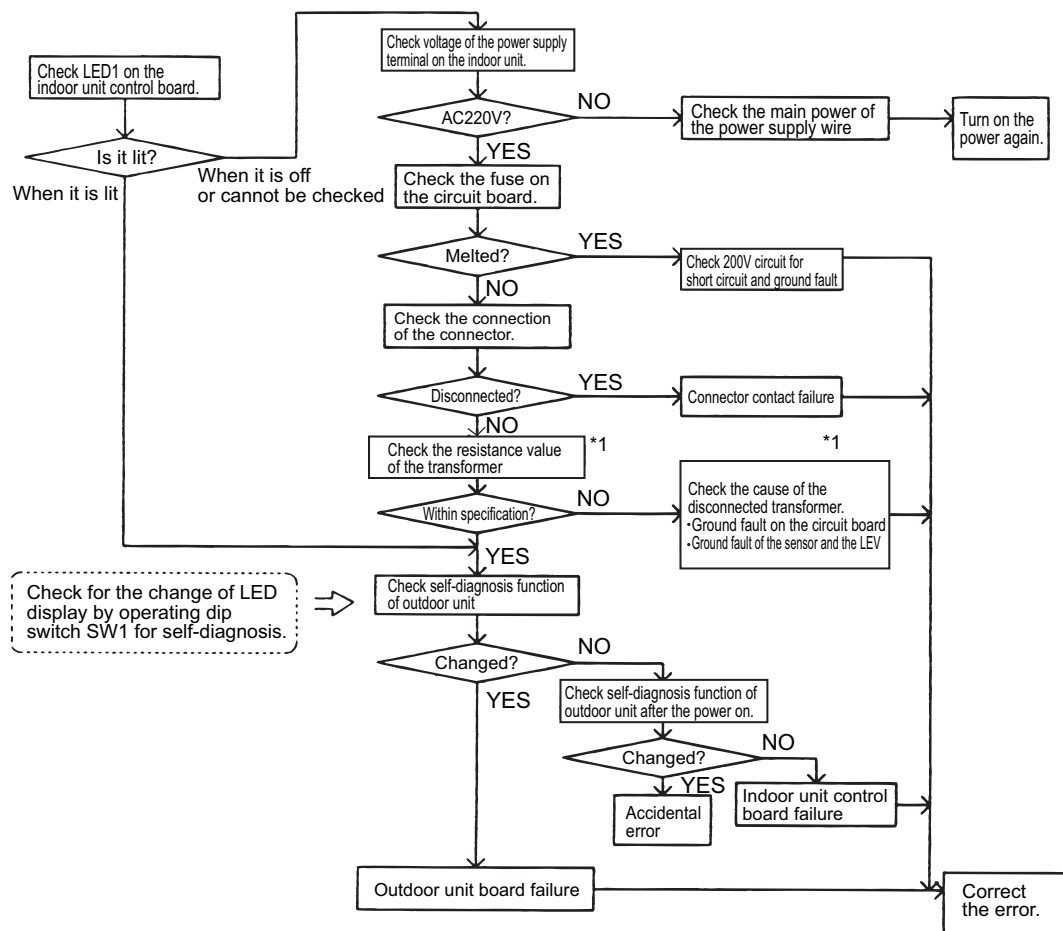 Check LED1 on the
indoor unit control board.
Is it lit?
When it is lit
When it is off
or cannot be checked
Check voltage of the power supply
terminal on the indoor unit.
AC220V?
NO
Check the main power of
the power supply wire
Turn on the
power again.
YES
Check the fuse on
the circuit board.
Melted?
YES
Check 200V circuit for
short circuit and ground fault
NO
Check the connection
of the connector.
Disconnected?
YES
Connector contact failure
NO
Check the resistance value
of the transformer
*1
Within specification?
NO
*1
Check the cause of the
disconnected transformer.
・Ground fault on the circuit board
・Ground fault of the sensor and the LEV
YES
Check for the change of LED
display by operating dip
switch SW1 for self-diagnosis.
Check self-diagnosis function
of outdoor unit
Changed?
NO
YES
Check self-diagnosis function of
outdoor unit after the power on.
Changed?
NO
YES
Accidental
error
Indoor unit control
board failure
Outdoor unit board failure
Correct
the error.